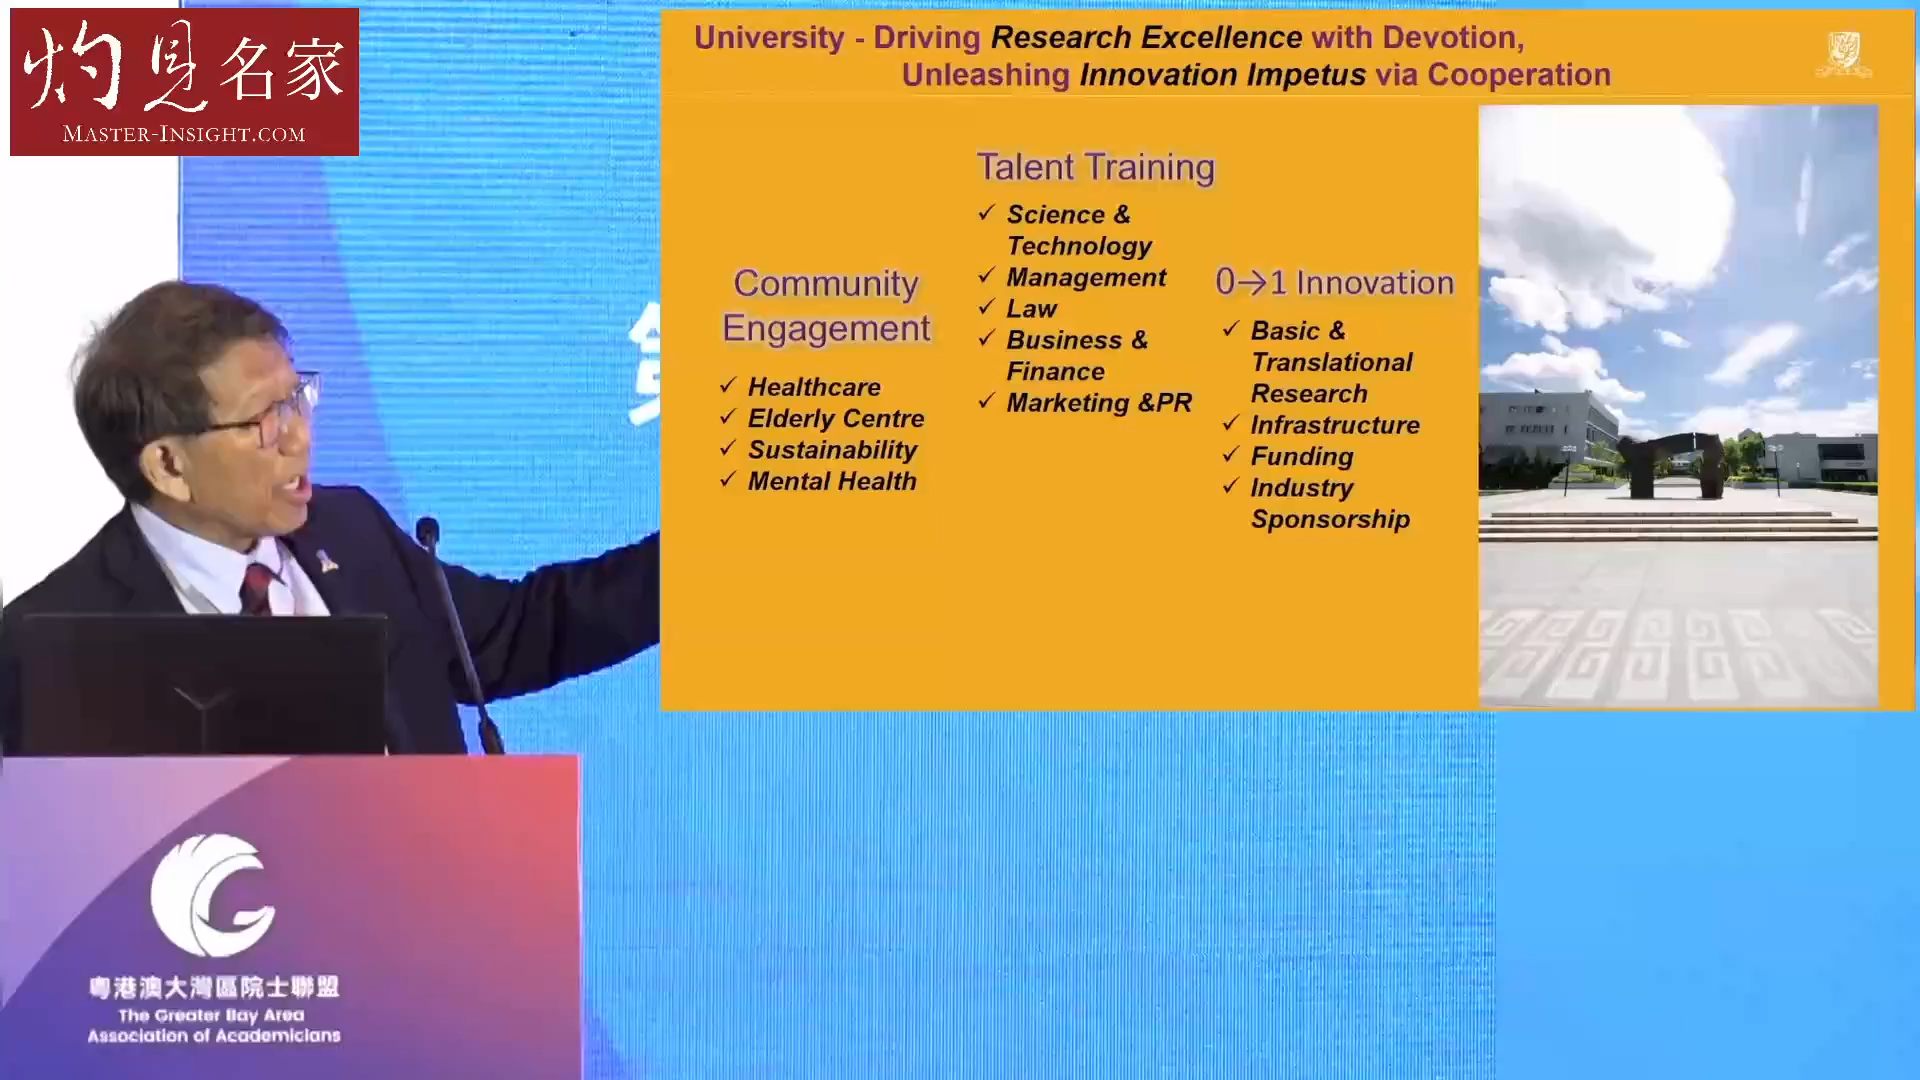 灼見名家
MASTER-INSIGHT.COM
University - Driving Research Excellence with Devotion,
Unleashing Innovation Impetus via Cooperation
Talent Training
✓ Science &
Technology
✓ Management
✓ Law
✓ Business &
Finance
✓ Marketing &PR
Community
Engagement
✓ Healthcare
✓ Elderly Centre
✓ Sustainability
✓ Mental Health
0→1 Innovation
✓ Basic &
Translational
Research
✓ Infrastructure
✓ Funding
✓ Industry
Sponsorship
粵港澳大灣區院士聯盟
The Greater Bay Area
Association of Academicians